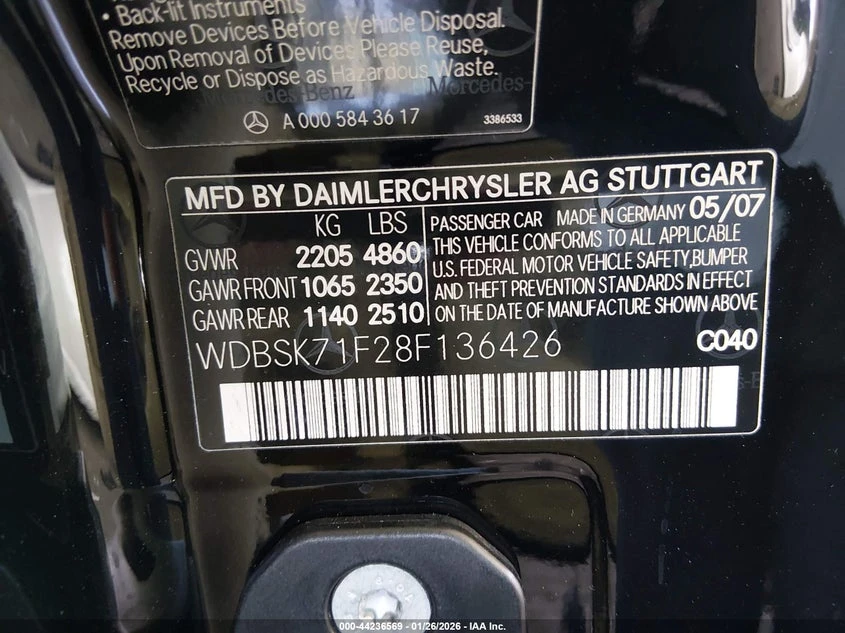 • Back-lit Instruments
Remove Devices Before Vehicle Disposal.
Upon Removal of Devices Please Reuse,
Recycle or Dispose as Hazardous Waste.
Mercedes-Benz Mercedes-
A 000 584 36 17 3386533
MFD BY DAIMLERCHRYSLER AG STUTTGART
KG LBS
GVWR 2205 4860
GAWR FRONT 1065 2350
GAWR REAR 1140 2510
PASSENGER CAR MADE IN GERMANY 05/07
THIS VEHICLE CONFORMS TO ALL APPLICABLE
U.S. FEDERAL MOTOR VEHICLE SAFETY,BUMPER
AND THEFT PREVENTION STANDARDS IN EFFECT
ON THE DATE OF MANUFACTURE SHOWN ABOVE
WDBSK71F28F136426 C040
000-44236569 - 01/26/2026 - IAA Inc.